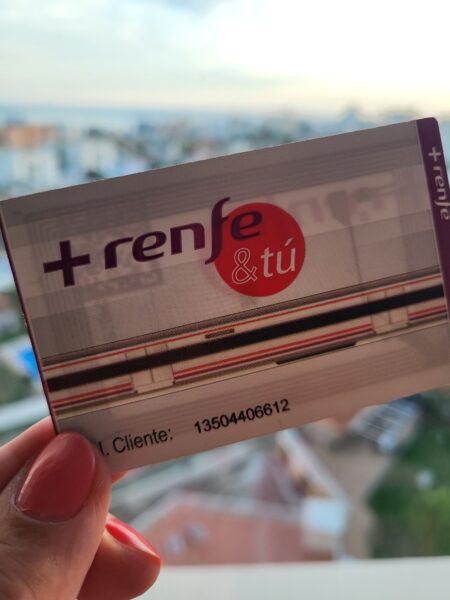 +renfe
&tú
+renfe
. Cliente: 13504406612